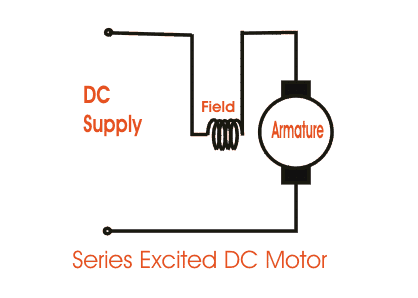 DC
Supply
Field
Armature
Series Excited DC Motor